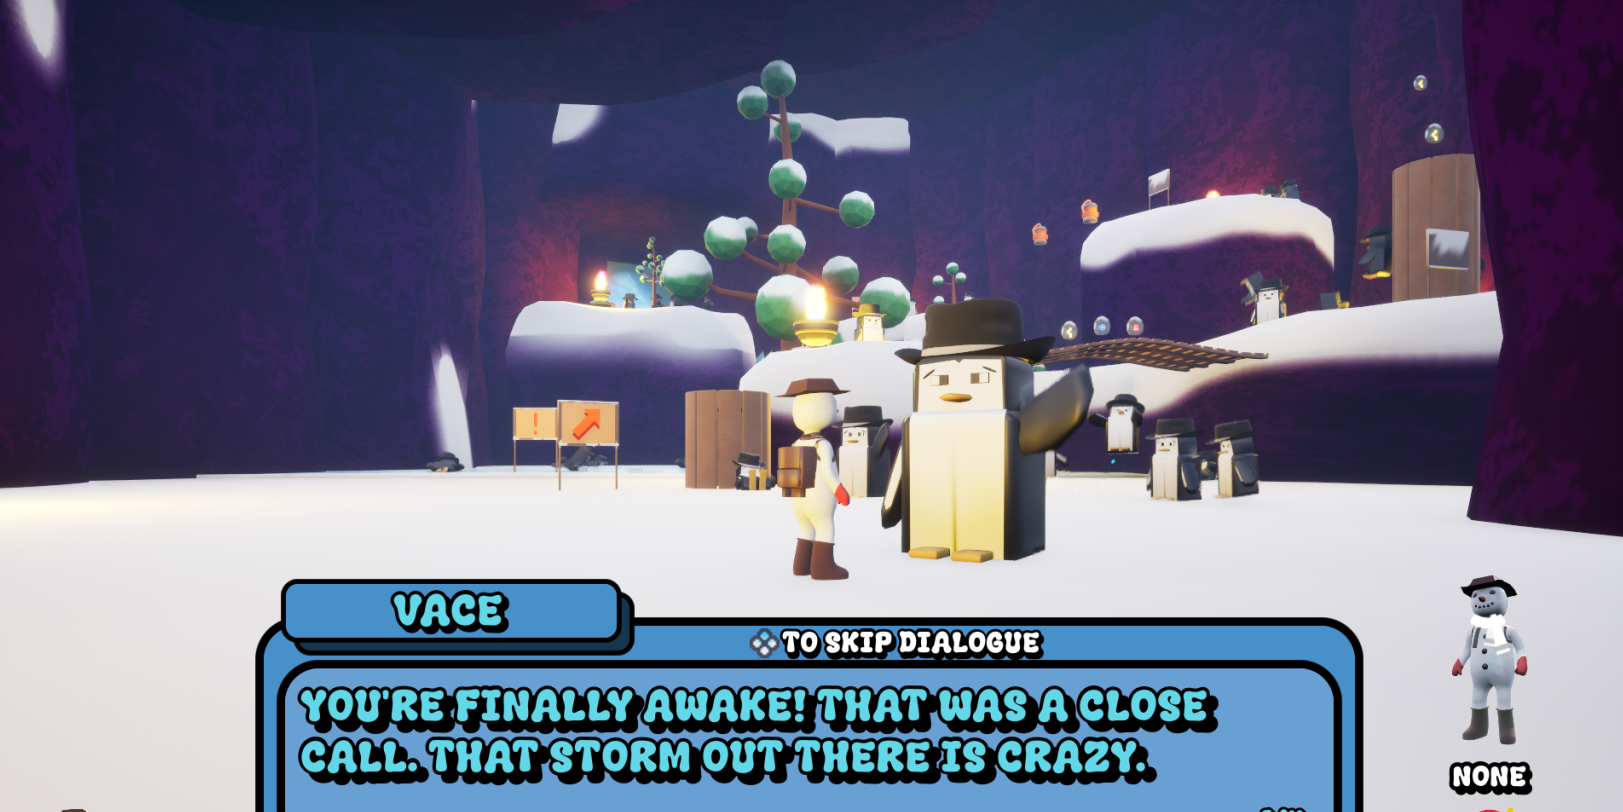 !
VACE
TO SKIP DIALOGUE
YOU'RE FINALLY AWAKE! THAT WAS A CLOSE
CALL. THAT STORM OUT THERE IS CRAZY.
NONE